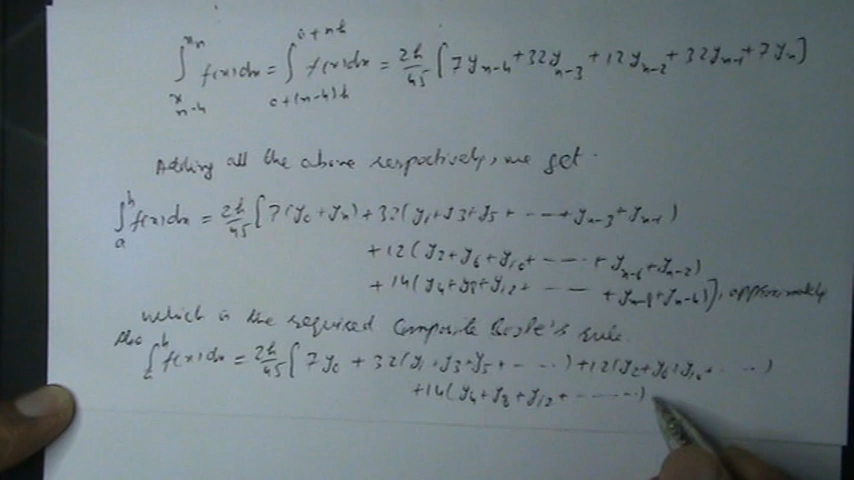 ∫_{x_{n-4}}^{x_n} f(x)dx = ∫_{a+(n-4)h}^{a+nh} f(x)dx = 2h/45 [7y_{n-4} + 32y_{n-3} + 12y_{n-2} + 32y_{n-1} + 7y_n]
Adding all the above respectively, we get
∫_a^b f(x)dx = 2h/45 [7(y_0 + y_n) + 32(y_1 + y_3 + y_5 + ---- + y_{n-3} + y_{n-1})
+ 12(y_2 + y_6 + y_{10} + ---- + y_{n-6} + y_{n-2})
+ 14(y_4 + y_8 + y_{12} + ---- + y_{n-8} + y_{n-4})], approximately
which is the required Composite Boole's rule.
Also
∫_a^b f(x)dx = 2h/45 [7y_0 + 32(y_1 + y_3 + y_5 + ----) + 12(y_2 + y_6 + y_{10} + ----)
+ 14(y_4 + y_8 + y_{12} + ------)